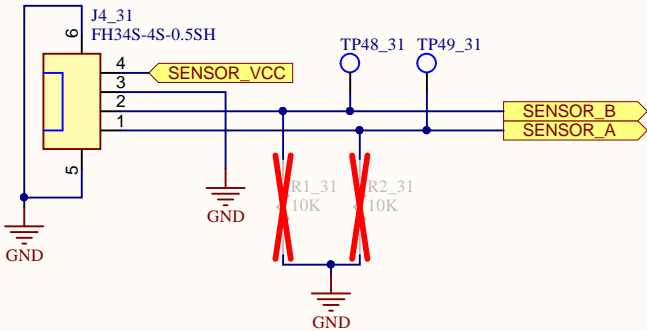 J4_31
FH34S-4S-0.5SH
6
4
3
2
1
5
SENSOR_VCC
TP48_31
TP49_31
SENSOR_B
SENSOR_A
R1_31
10K
R2_31
10K
GND
GND
GND